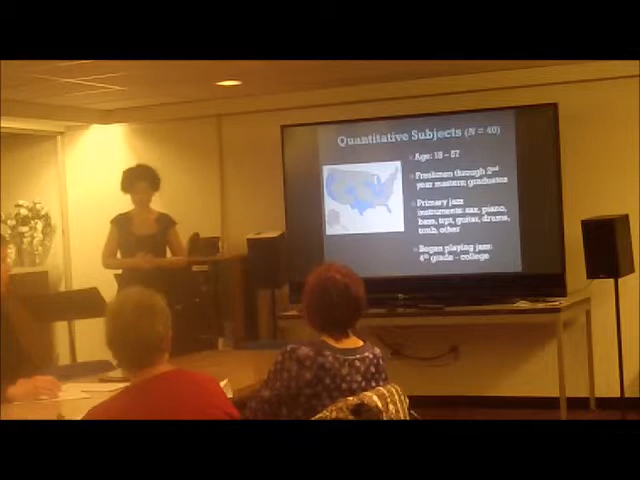 Quantitative Subjects (N = 40)
Age: 18 – 57
Freshmen through 2nd
year masters; graduates
Primary jazz
instruments: sax, piano,
bass, trpt, guitar, drums,
tmb, other
Began playing jazz:
4th grade – college